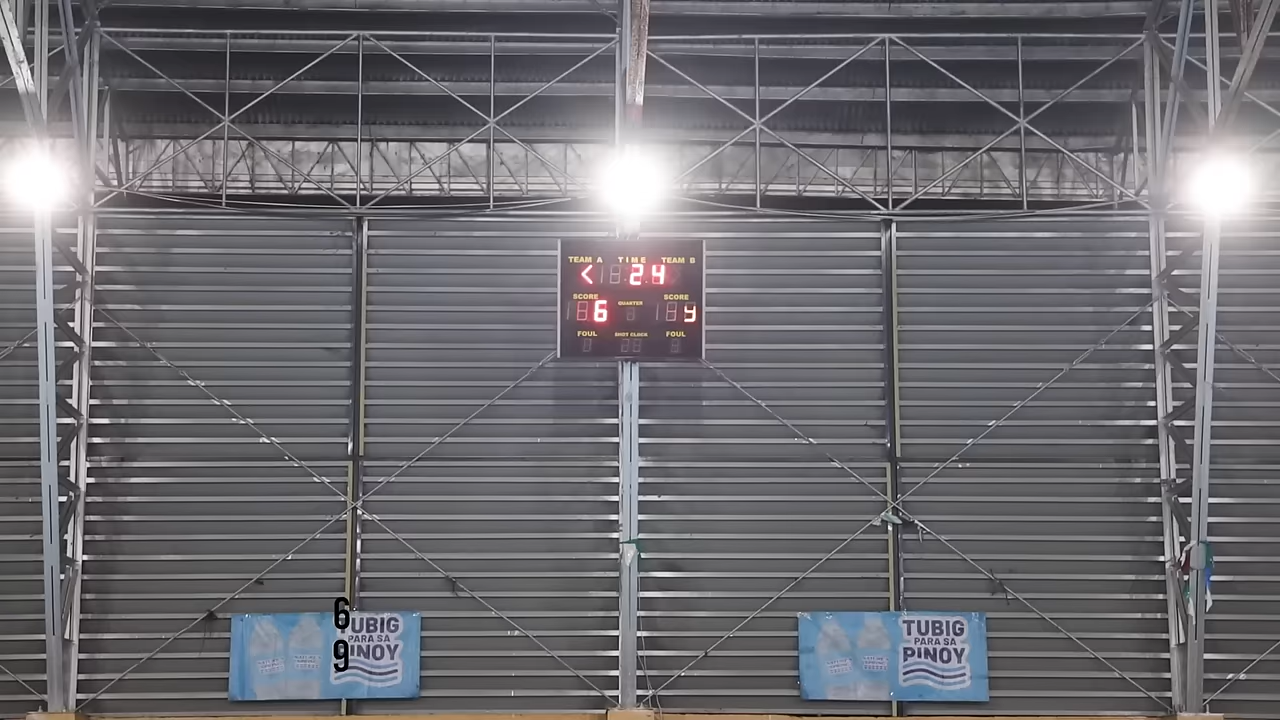 TEAM A TIME TEAM B
< 24
SCORE QUARTER SCORE
6 9
FOUL SHOT CLOCK FOUL
6
9
TUBIG
PARA SA
PINOY
TUBIG
PARA SA
PINOY